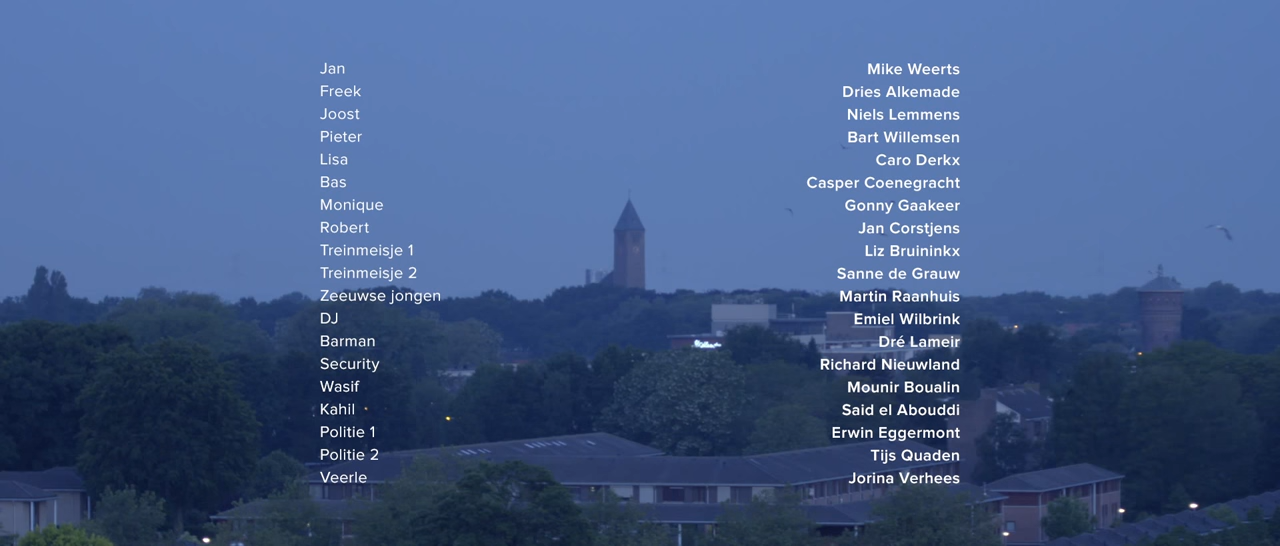 Jan Mike Weerts
Freek Dries Alkemade
Joost Niels Lemmens
Pieter Bart Willemsen
Lisa Caro Derkx
Bas Casper Coenegracht
Monique Gonny Gaakeer
Robert Jan Corstjens
Treinmeisje 1 Liz Bruininkx
Treinmeisje 2 Sanne de Grauw
Zeeuwse jongen Martin Raanhuis
DJ Emiel Wilbrink
Barman Dré Lameir
Security Richard Nieuwland
Wasif Mounir Boualin
Kahil Said el Abouddi
Politie 1 Erwin Eggermont
Politie 2 Tijs Quaden
Veerle Jorina Verhees